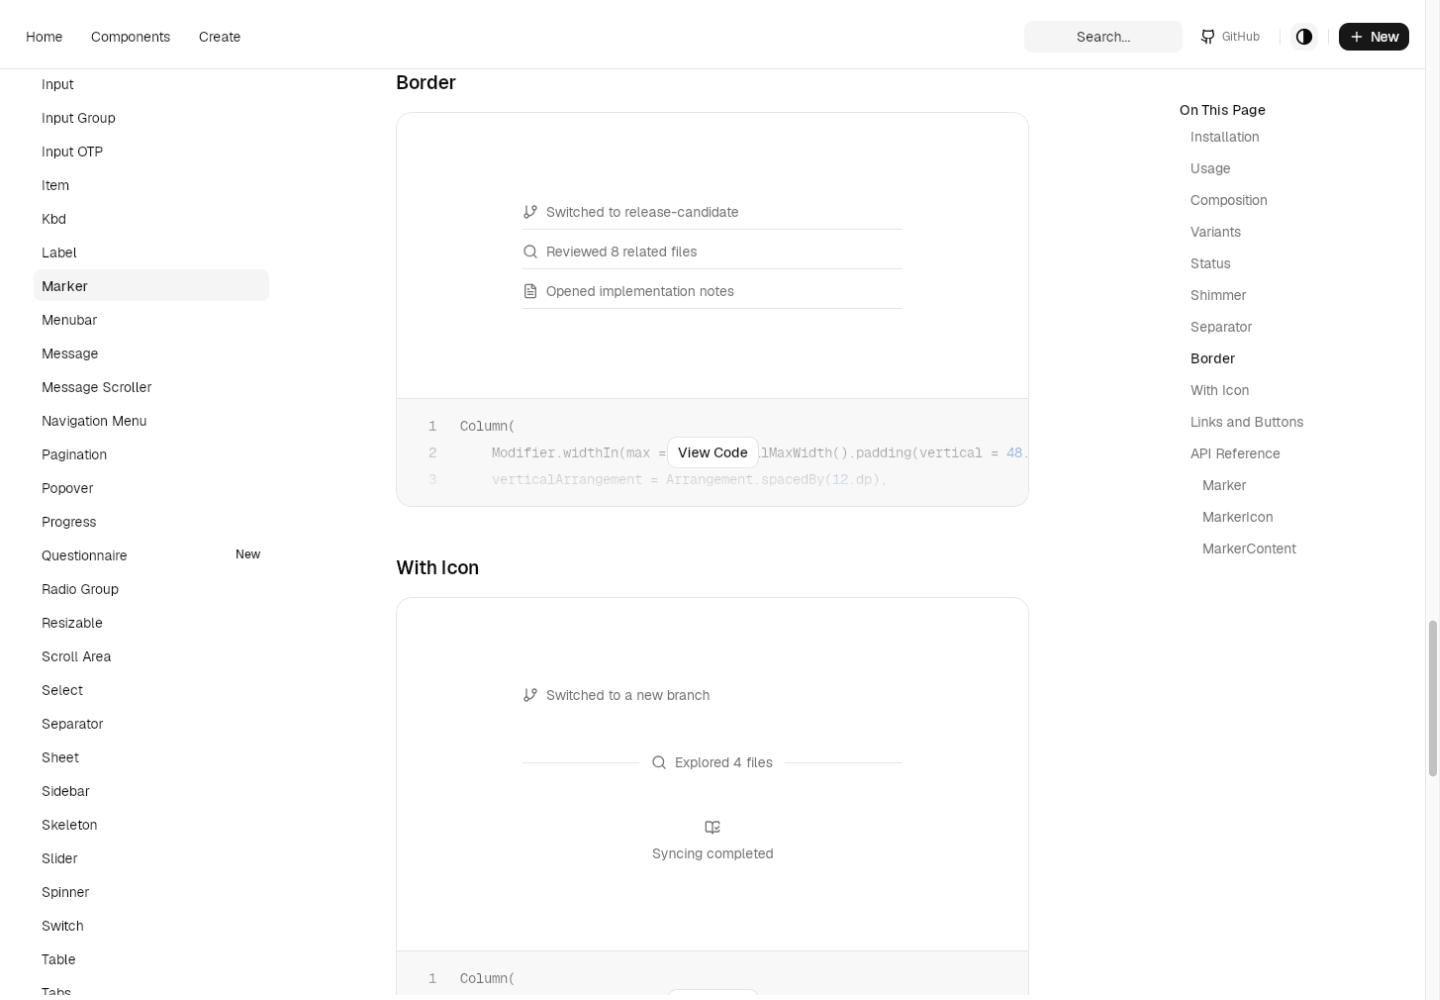 Home
Components
Create
Search...
GitHub
New
Input
Input Group
Input OTP
Item
Kbd
Label
Marker
Menubar
Message
Message Scroller
Navigation Menu
Pagination
Popover
Progress
Questionnaire
New
Radio Group
Resizable
Scroll Area
Select
Separator
Sheet
Sidebar
Skeleton
Slider
Spinner
Switch
Table
Tabs
Border
Switched to release-candidate
Reviewed 8 related files
Opened implementation notes
1 Column(
2 Modifier.widthIn(max = lMaxWidth().padding(vertical = 48.
View Code
3 verticalArrangement = Arrangement.spacedBy(12.dp),
With Icon
Switched to a new branch
Explored 4 files
Syncing completed
1 Column(
On This Page
Installation
Usage
Composition
Variants
Status
Shimmer
Separator
Border
With Icon
Links and Buttons
API Reference
Marker
MarkerIcon
MarkerContent